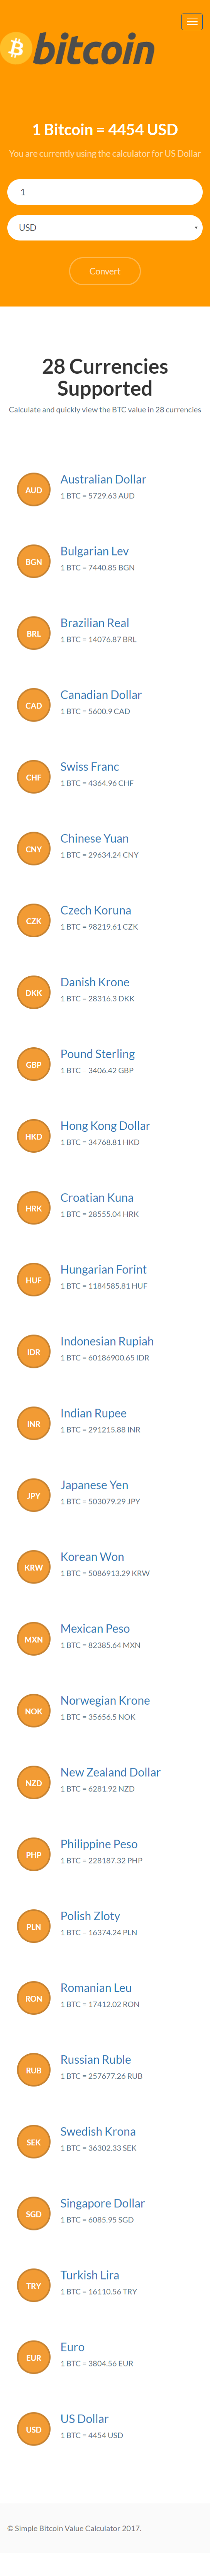 bitcoin
1 Bitcoin = 4454 USD
You are currently using the calculator for US Dollar
1
USD
Convert
28 Currencies
Supported
Calculate and quickly view the BTC value in 28 currencies
AUD
Australian Dollar
1 BTC = 5729.63 AUD
BGN
Bulgarian Lev
1 BTC = 7440.85 BGN
BRL
Brazilian Real
1 BTC = 14076.87 BRL
CAD
Canadian Dollar
1 BTC = 5600.9 CAD
CHF
Swiss Franc
1 BTC = 4364.96 CHF
CNY
Chinese Yuan
1 BTC = 29634.24 CNY
CZK
Czech Koruna
1 BTC = 98219.61 CZK
DKK
Danish Krone
1 BTC = 28316.3 DKK
GBP
Pound Sterling
1 BTC = 3406.42 GBP
HKD
Hong Kong Dollar
1 BTC = 34768.81 HKD
HRK
Croatian Kuna
1 BTC = 28555.04 HRK
HUF
Hungarian Forint
1 BTC = 1184585.81 HUF
IDR
Indonesian Rupiah
1 BTC = 60186900.65 IDR
INR
Indian Rupee
1 BTC = 291215.88 INR
JPY
Japanese Yen
1 BTC = 503079.29 JPY
KRW
Korean Won
1 BTC = 5086913.29 KRW
MXN
Mexican Peso
1 BTC = 82385.64 MXN
NOK
Norwegian Krone
1 BTC = 35656.5 NOK
NZD
New Zealand Dollar
1 BTC = 6281.92 NZD
PHP
Philippine Peso
1 BTC = 228187.32 PHP
PLN
Polish Zloty
1 BTC = 16374.24 PLN
RON
Romanian Leu
1 BTC = 17412.02 RON
RUB
Russian Ruble
1 BTC = 257677.26 RUB
SEK
Swedish Krona
1 BTC = 36302.33 SEK
SGD
Singapore Dollar
1 BTC = 6085.95 SGD
TRY
Turkish Lira
1 BTC = 16110.56 TRY
EUR
Euro
1 BTC = 3804.56 EUR
USD
US Dollar
1 BTC = 4454 USD
© Simple Bitcoin Value Calculator 2017.